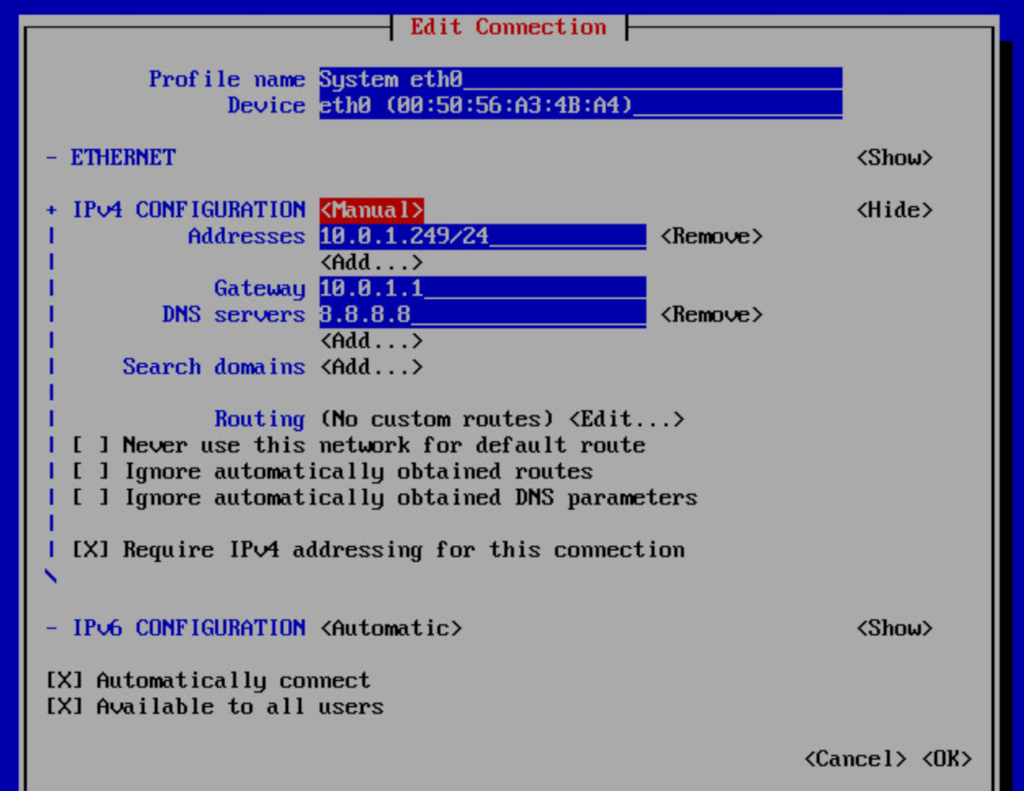 Edit Connection
Profile name System eth0
Device eth0 (00:50:56:A3:4B:A4)
- ETHERNET <Show>
+ IPv4 CONFIGURATION <Manual> <Hide>
Addresses 10.0.1.249/24 <Remove>
<Add...>
Gateway 10.0.1.1
DNS servers 8.8.8.8 <Remove>
<Add...>
Search domains <Add...>
Routing (No custom routes) <Edit...>
[ ] Never use this network for default route
[ ] Ignore automatically obtained routes
[ ] Ignore automatically obtained DNS parameters
[X] Require IPv4 addressing for this connection
- IPv6 CONFIGURATION <Automatic> <Show>
[X] Automatically connect
[X] Available to all users
<Cancel> <OK>